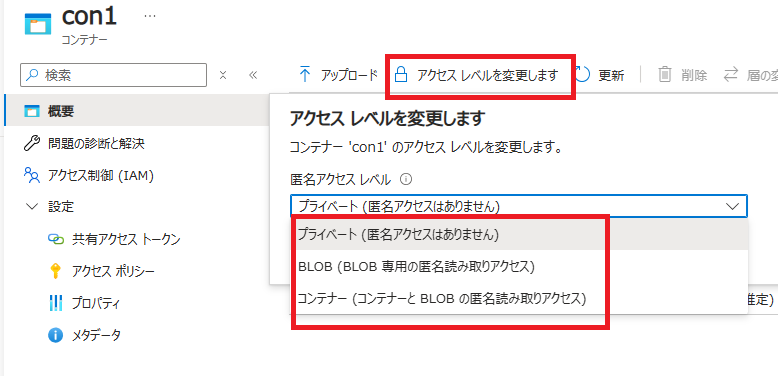 con1 ...
コンテナー
検索
アップロード アクセス レベルを変更します 更新 削除 層の変
概要
問題の診断と解決
アクセス制御 (IAM)
設定
共有アクセス トークン
アクセス ポリシー
プロパティ
メタデータ
アクセス レベルを変更します
コンテナー 'con1' のアクセス レベルを変更します。
匿名アクセス レベル
プライベート (匿名アクセスはありません)
プライベート (匿名アクセスはありません)
BLOB (BLOB 専用の匿名読み取りアクセス)
コンテナー (コンテナーと BLOB の匿名読み取りアクセス)
推定)